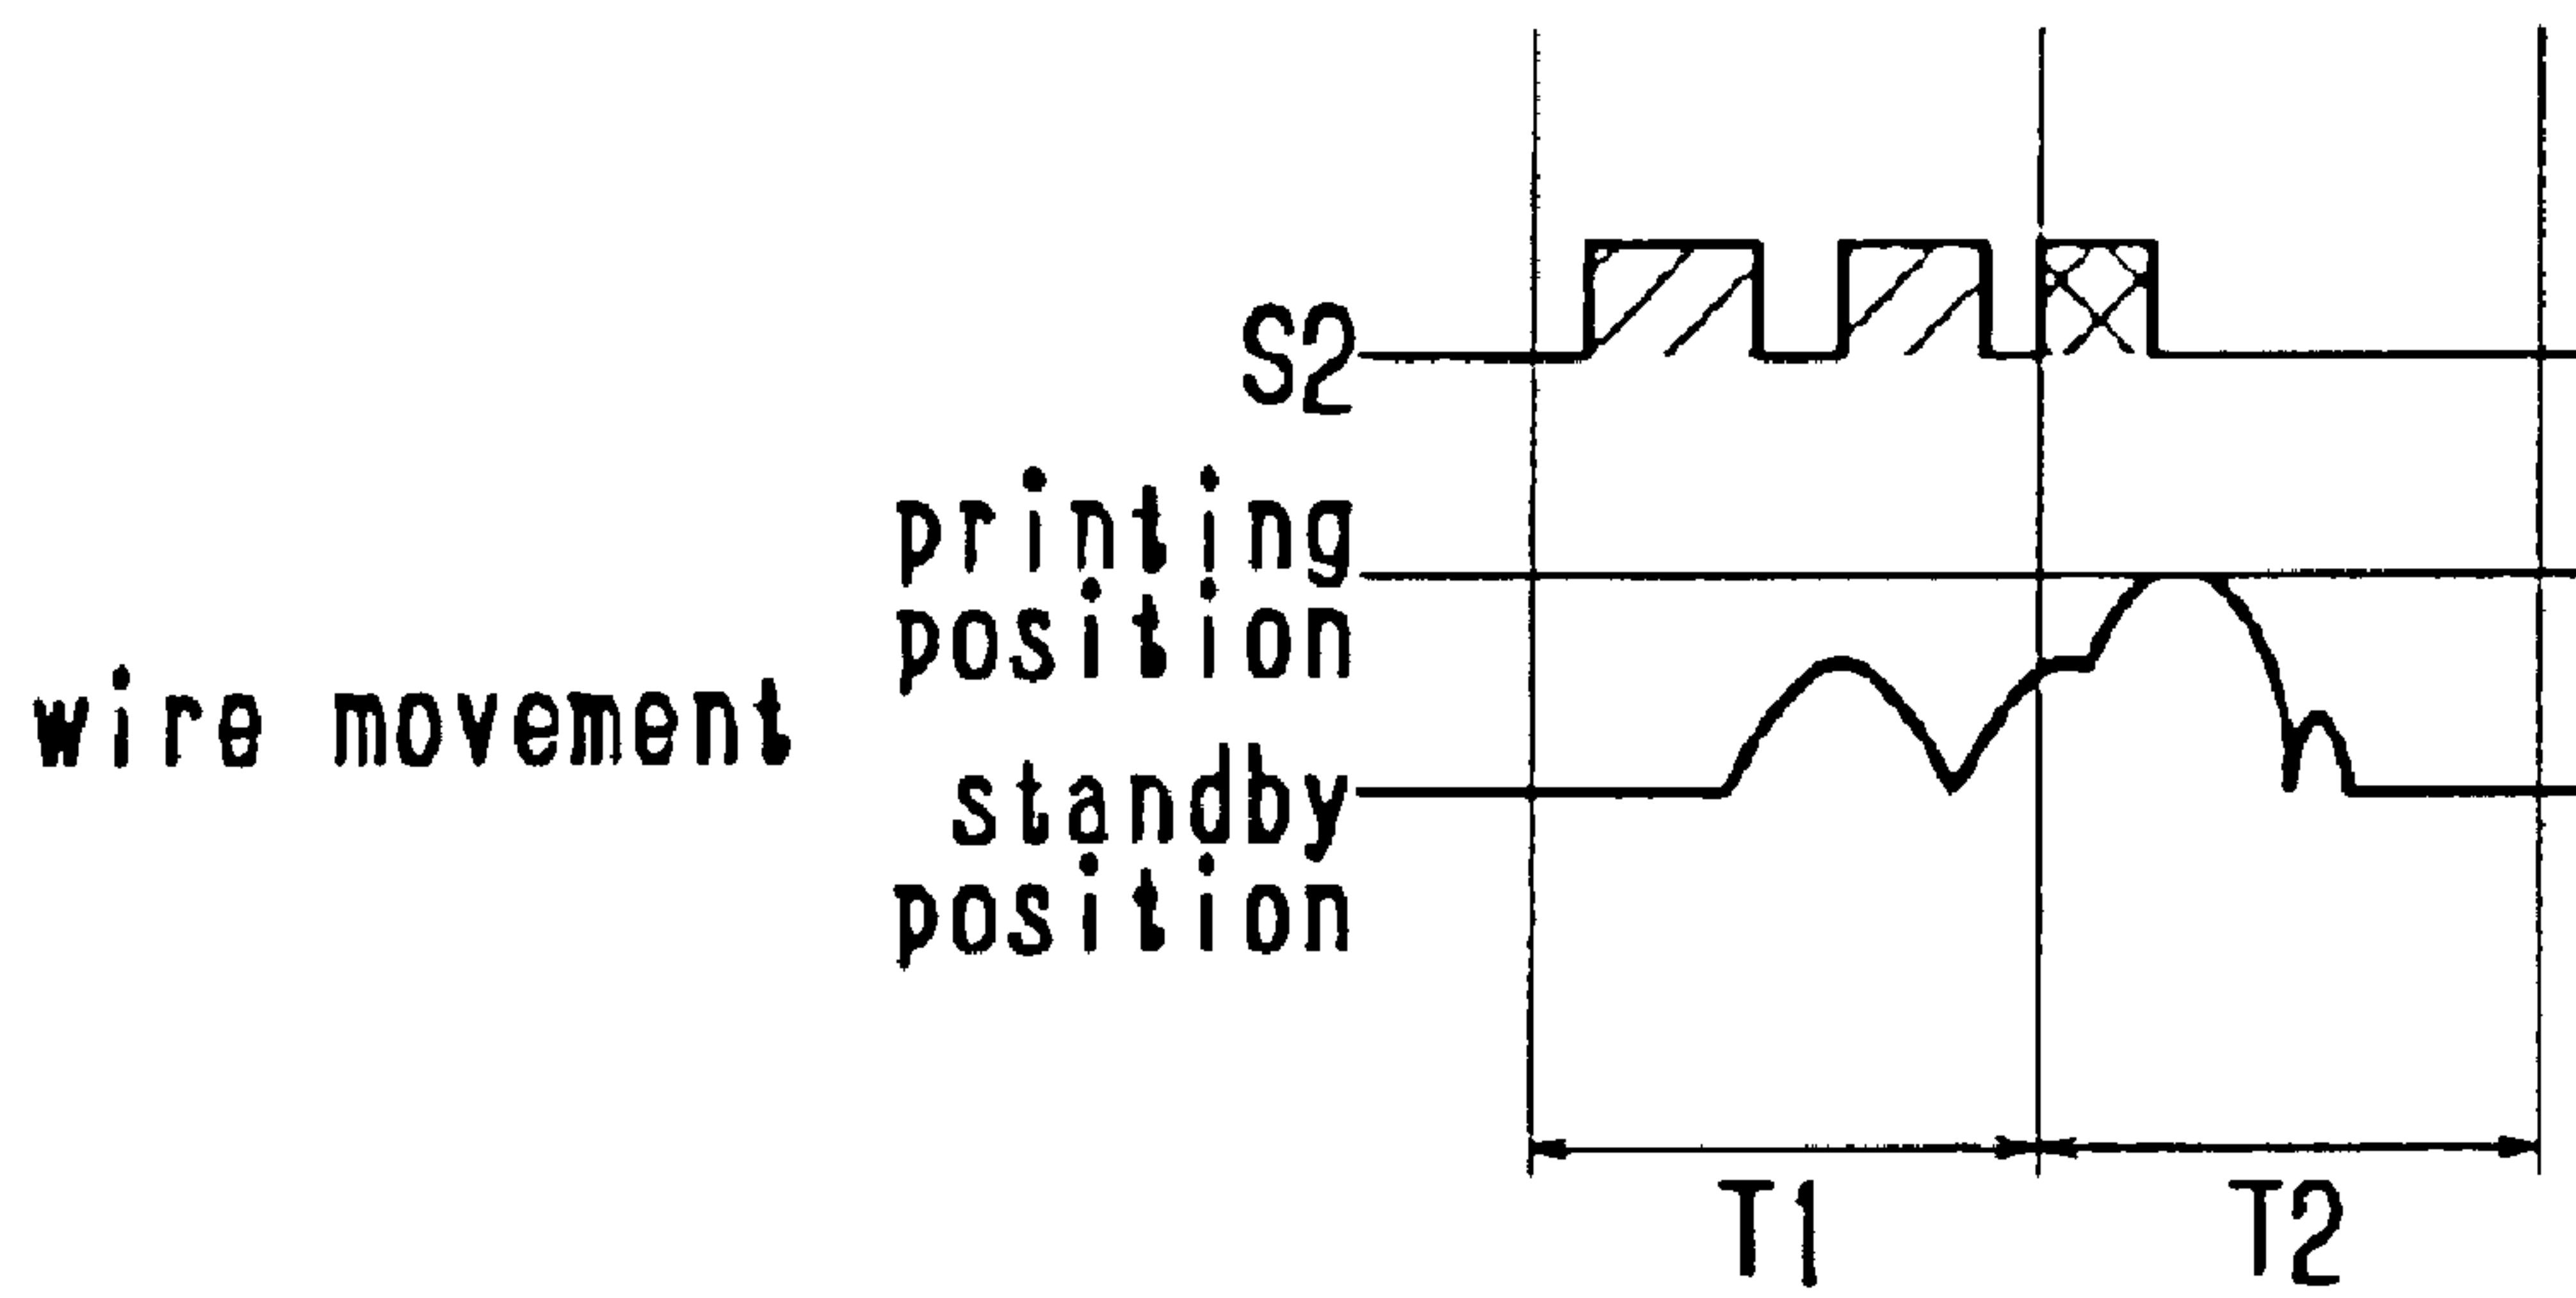 S2
printing
position
wire movement
standby
position
T1
T2